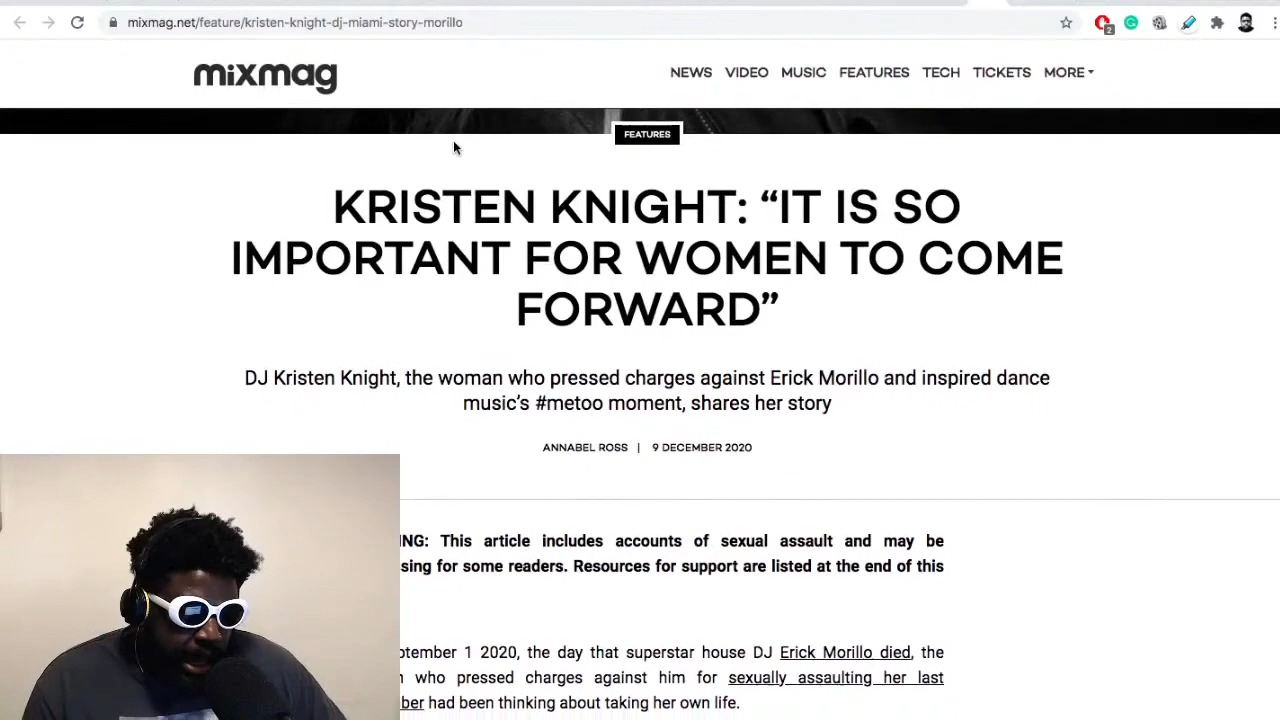 mixmag.net/feature/kristen-knight-dj-miami-story-morillo
2
mixmag
NEWS VIDEO MUSIC FEATURES TECH TICKETS MORE
FEATURES
KRISTEN KNIGHT: “IT IS SO
IMPORTANT FOR WOMEN TO COME
FORWARD”
DJ Kristen Knight, the woman who pressed charges against Erick Morillo and inspired dance
music’s #metoo moment, shares her story
ANNABEL ROSS | 9 DECEMBER 2020
NG: This article includes accounts of sexual assault and may be
sing for some readers. Resources for support are listed at the end of this
ptember 1 2020, the day that superstar house DJ Erick Morillo died, the
who pressed charges against him for sexually assaulting her last
ber had been thinking about taking her own life.